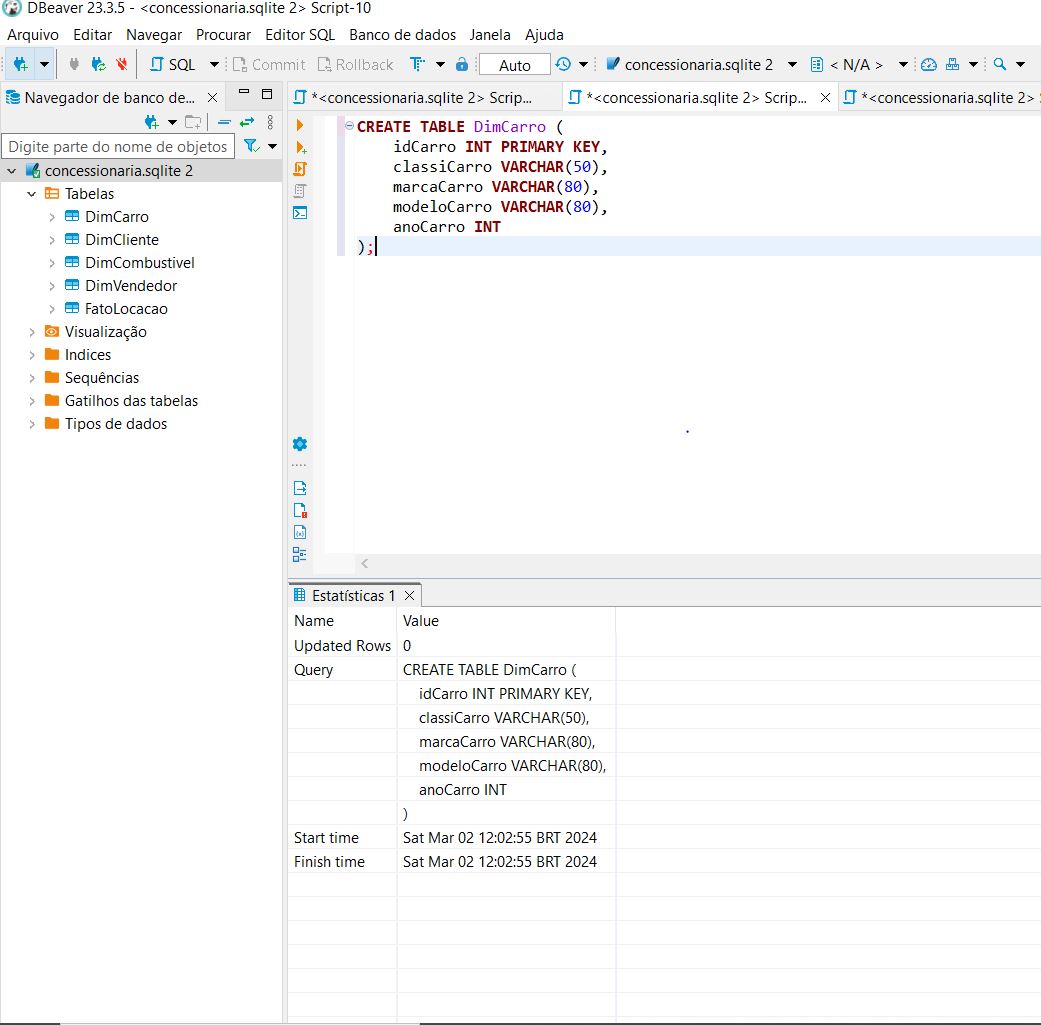 DBeaver 23.3.5 - <concessionaria.sqlite 2> Script-10
Arquivo Editar Navegar Procurar Editor SQL Banco de dados Janela Ajuda
SQL Commit Rollback Auto concessionaria.sqlite 2 < N/A >
Navegador de banco de...
*<concessionaria.sqlite 2> Scrip... *<concessionaria.sqlite 2> Scrip... *<concessionaria.sqlite 2>
Digite parte do nome de objetos
concessionaria.sqlite 2
Tabelas
DimCarro
DimCliente
DimCombustivel
DimVendedor
FatoLocacao
Visualização
Indices
Sequências
Gatilhos das tabelas
Tipos de dados
CREATE TABLE DimCarro (
idCarro INT PRIMARY KEY,
classiCarro VARCHAR(50),
marcaCarro VARCHAR(80),
modeloCarro VARCHAR(80),
anoCarro INT
);
Estatísticas 1
Name Value
Updated Rows 0
Query CREATE TABLE DimCarro (
idCarro INT PRIMARY KEY,
classiCarro VARCHAR(50),
marcaCarro VARCHAR(80),
modeloCarro VARCHAR(80),
anoCarro INT
)
Start time Sat Mar 02 12:02:55 BRT 2024
Finish time Sat Mar 02 12:02:55 BRT 2024